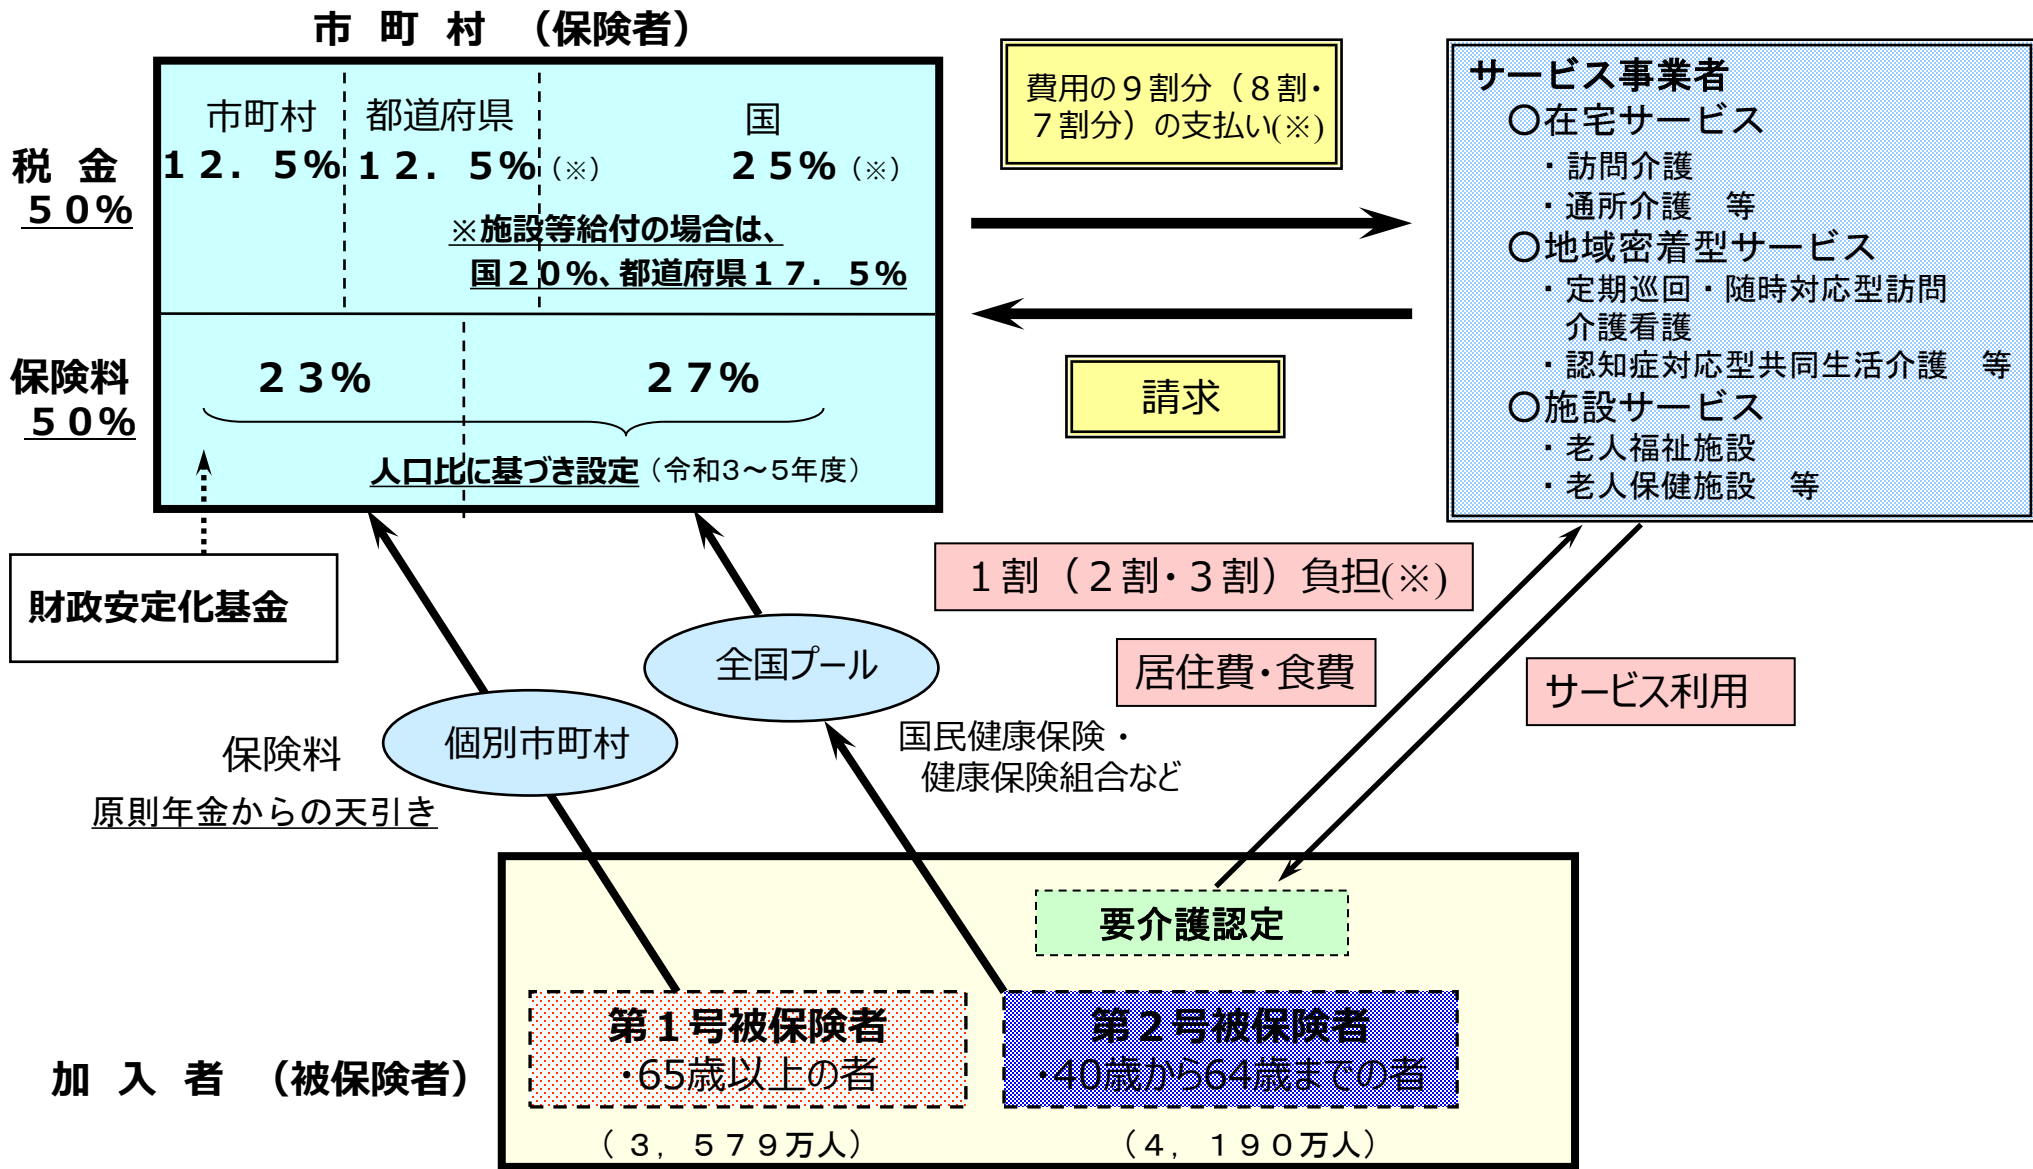 市 町 村 （保険者）
税 金
５０％
市町村
１２．５％
都道府県
１２．５％（※）
国
２５％（※）
※施設等給付の場合は、
国２０％、都道府県１７．５％
保険料
５０％
２３％
２７％
人口比に基づき設定（令和3～5年度）
財政安定化基金
費用の９割分（８割・
７割分）の支払い(※)
請求
サービス事業者
○在宅サービス
・訪問介護
・通所介護　等
○地域密着型サービス
・定期巡回・随時対応型訪問
介護看護
・認知症対応型共同生活介護　等
○施設サービス
・老人福祉施設
・老人保健施設　等
１割（２割・３割）負担(※)
居住費・食費
サービス利用
全国プール
個別市町村
保険料
原則年金からの天引き
国民健康保険・
健康保険組合など
要介護認定
加 入 者 （被保険者）
第１号被保険者
・65歳以上の者
（３，５７９万人）
第２号被保険者
・40歳から64歳までの者
（４，１９０万人）